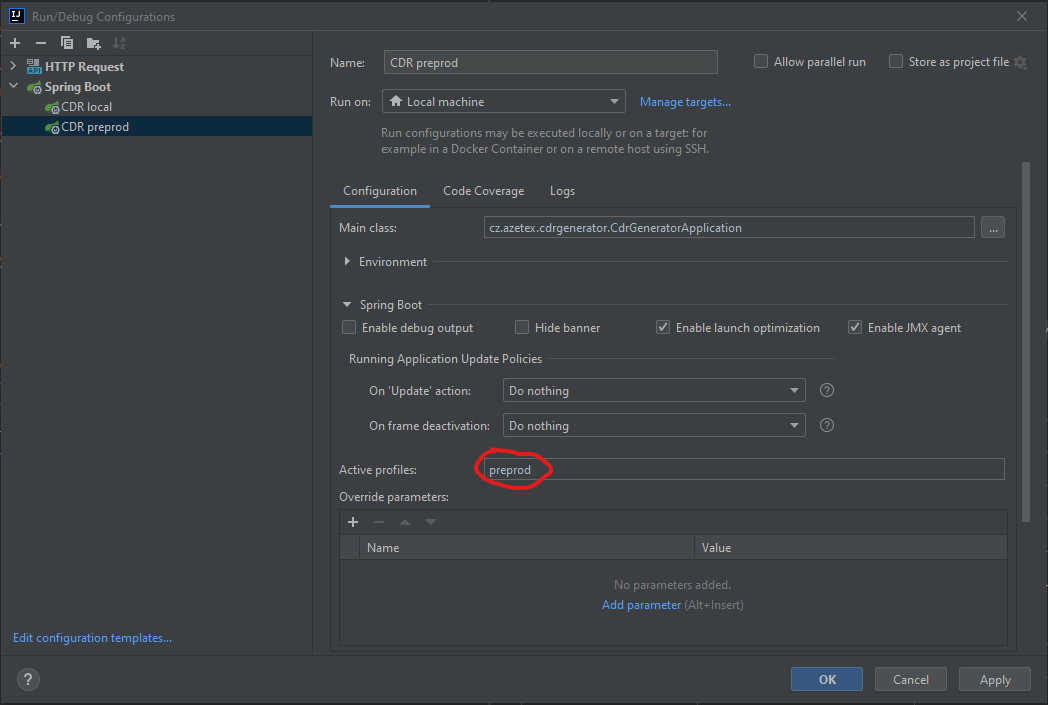 Run/Debug Configurations
HTTP Request
Spring Boot
CDR local
CDR preprod
Edit configuration templates...
Name: CDR preprod Allow parallel run Store as project file
Run on: Local machine Manage targets...
Run configurations may be executed locally or on a target: for
example in a Docker Container or on a remote host using SSH.
Configuration Code Coverage Logs
Main class: cz.azetex.cdrgenerator.CdrGeneratorApplication ...
Environment
Spring Boot
Enable debug output Hide banner Enable launch optimization Enable JMX agent
Running Application Update Policies
On 'Update' action: Do nothing ?
On frame deactivation: Do nothing ?
Active profiles: preprod
Override parameters:
Name Value
No parameters added.
Add parameter (Alt+Insert)
? OK Cancel Apply